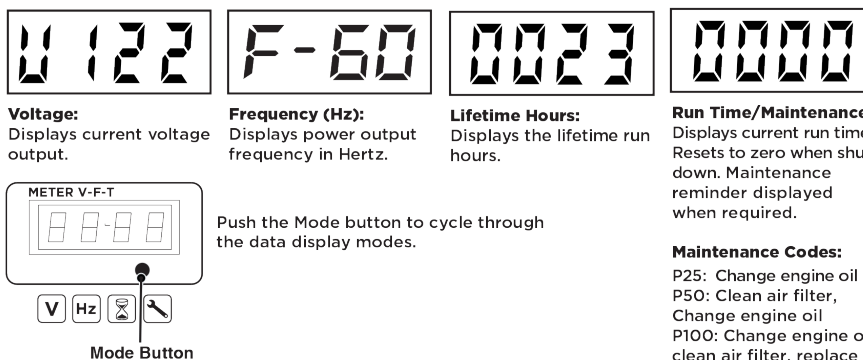 U122
F-60
0023
0000
Voltage:
Displays current voltage
output.
Frequency (Hz):
Displays power output
frequency in Hertz.
Lifetime Hours:
Displays the lifetime run
hours.
Run Time/Maintenance
Displays current run time
Resets to zero when shu
down. Maintenance
reminder displayed
when required.
METER V-F-T
Push the Mode button to cycle through
the data display modes.
V Hz
Mode Button
Maintenance Codes:
P25: Change engine oil
P50: Clean air filter,
Change engine oil
P100: Change engine o
clean air filter, replace